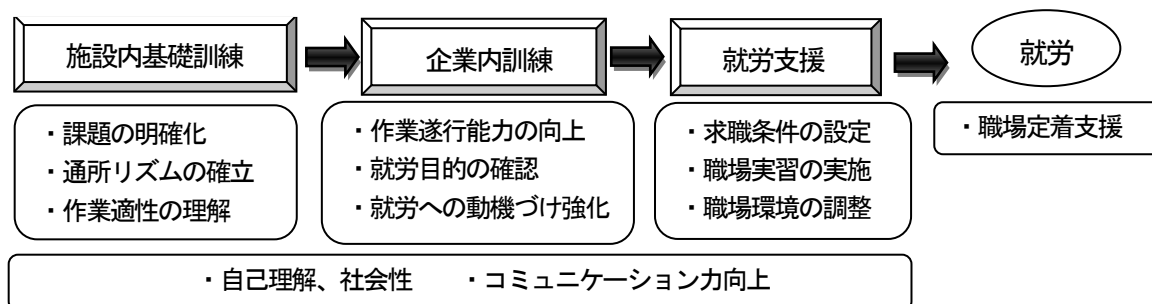 施設内基礎訓練
企業内訓練
就労支援
就労
・課題の明確化
・通所リズムの確立
・作業適性の理解
・作業遂行能力の向上
・就労目的の確認
・就労への動機づけ強化
・求職条件の設定
・職場実習の実施
・職場環境の調整
・職場定着支援
・自己理解、社会性　　・コミュニケーション力向上